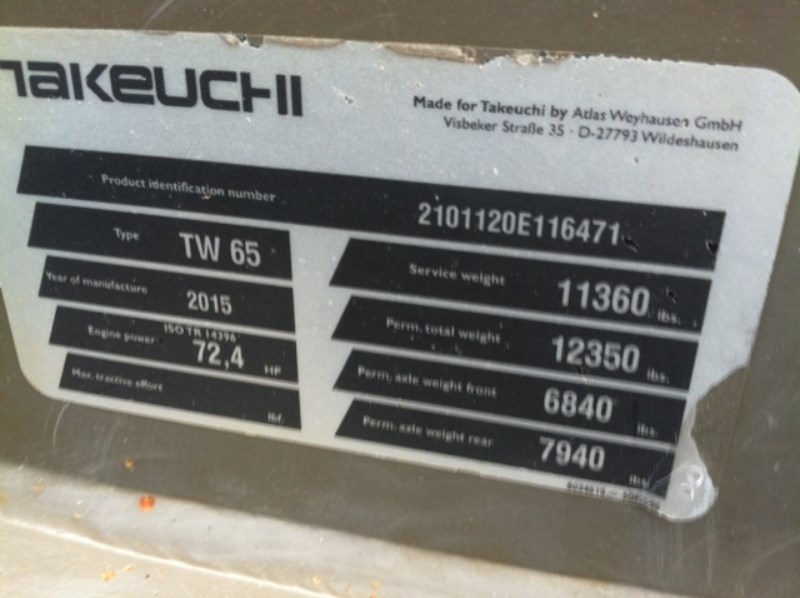 TAKEUCHI
Made for Takeuchi by Atlas Weyhausen GmbH
Visbeker Straße 35 · D-27793 Wildeshausen
Product identification number 2101120E116471
Type TW 65
Year of manufacture 2015
Engine power ISO TR 14396 72,4 HP
Max. tractive effort lbf.
Service weight 11360 lbs.
Perm. total weight 12350 lbs.
Perm. axle weight front 6840 lbs.
Perm. axle weight rear 7940 lbs.